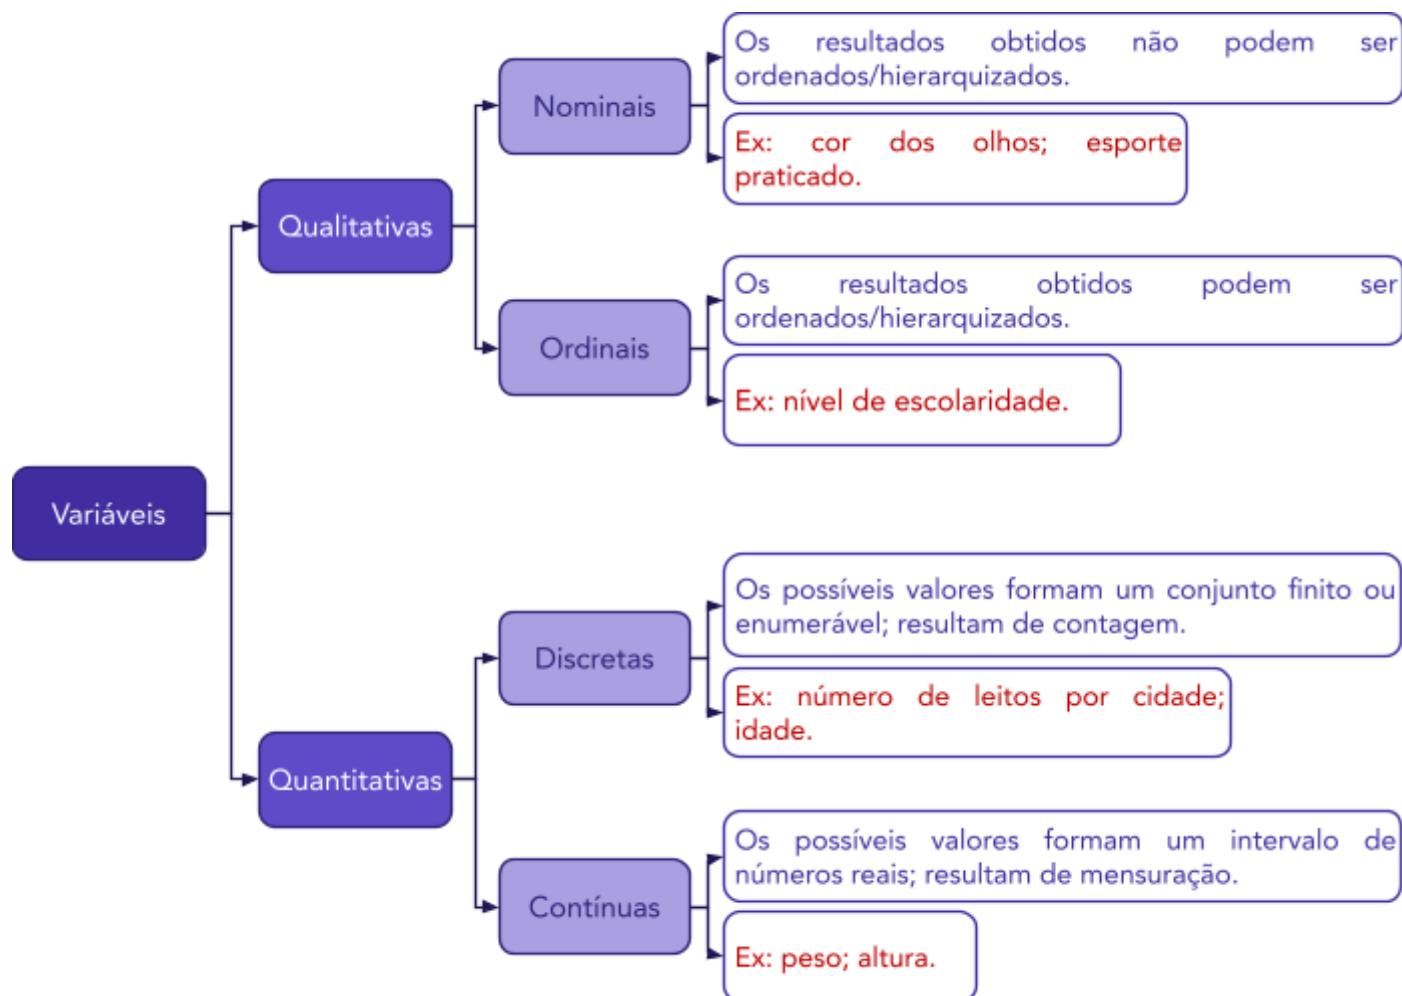 Variáveis
Qualitativas
Nominais
Os resultados obtidos não podem ser
ordenados/hierarquizados.
Ex: cor dos olhos; esporte
praticado.
Ordinais
Os resultados obtidos podem ser
ordenados/hierarquizados.
Ex: nível de escolaridade.
Quantitativas
Discretas
Os possíveis valores formam um conjunto finito ou
enumerável; resultam de contagem.
Ex: número de leitos por cidade;
idade.
Contínuas
Os possíveis valores formam um intervalo de
números reais; resultam de mensuração.
Ex: peso; altura.